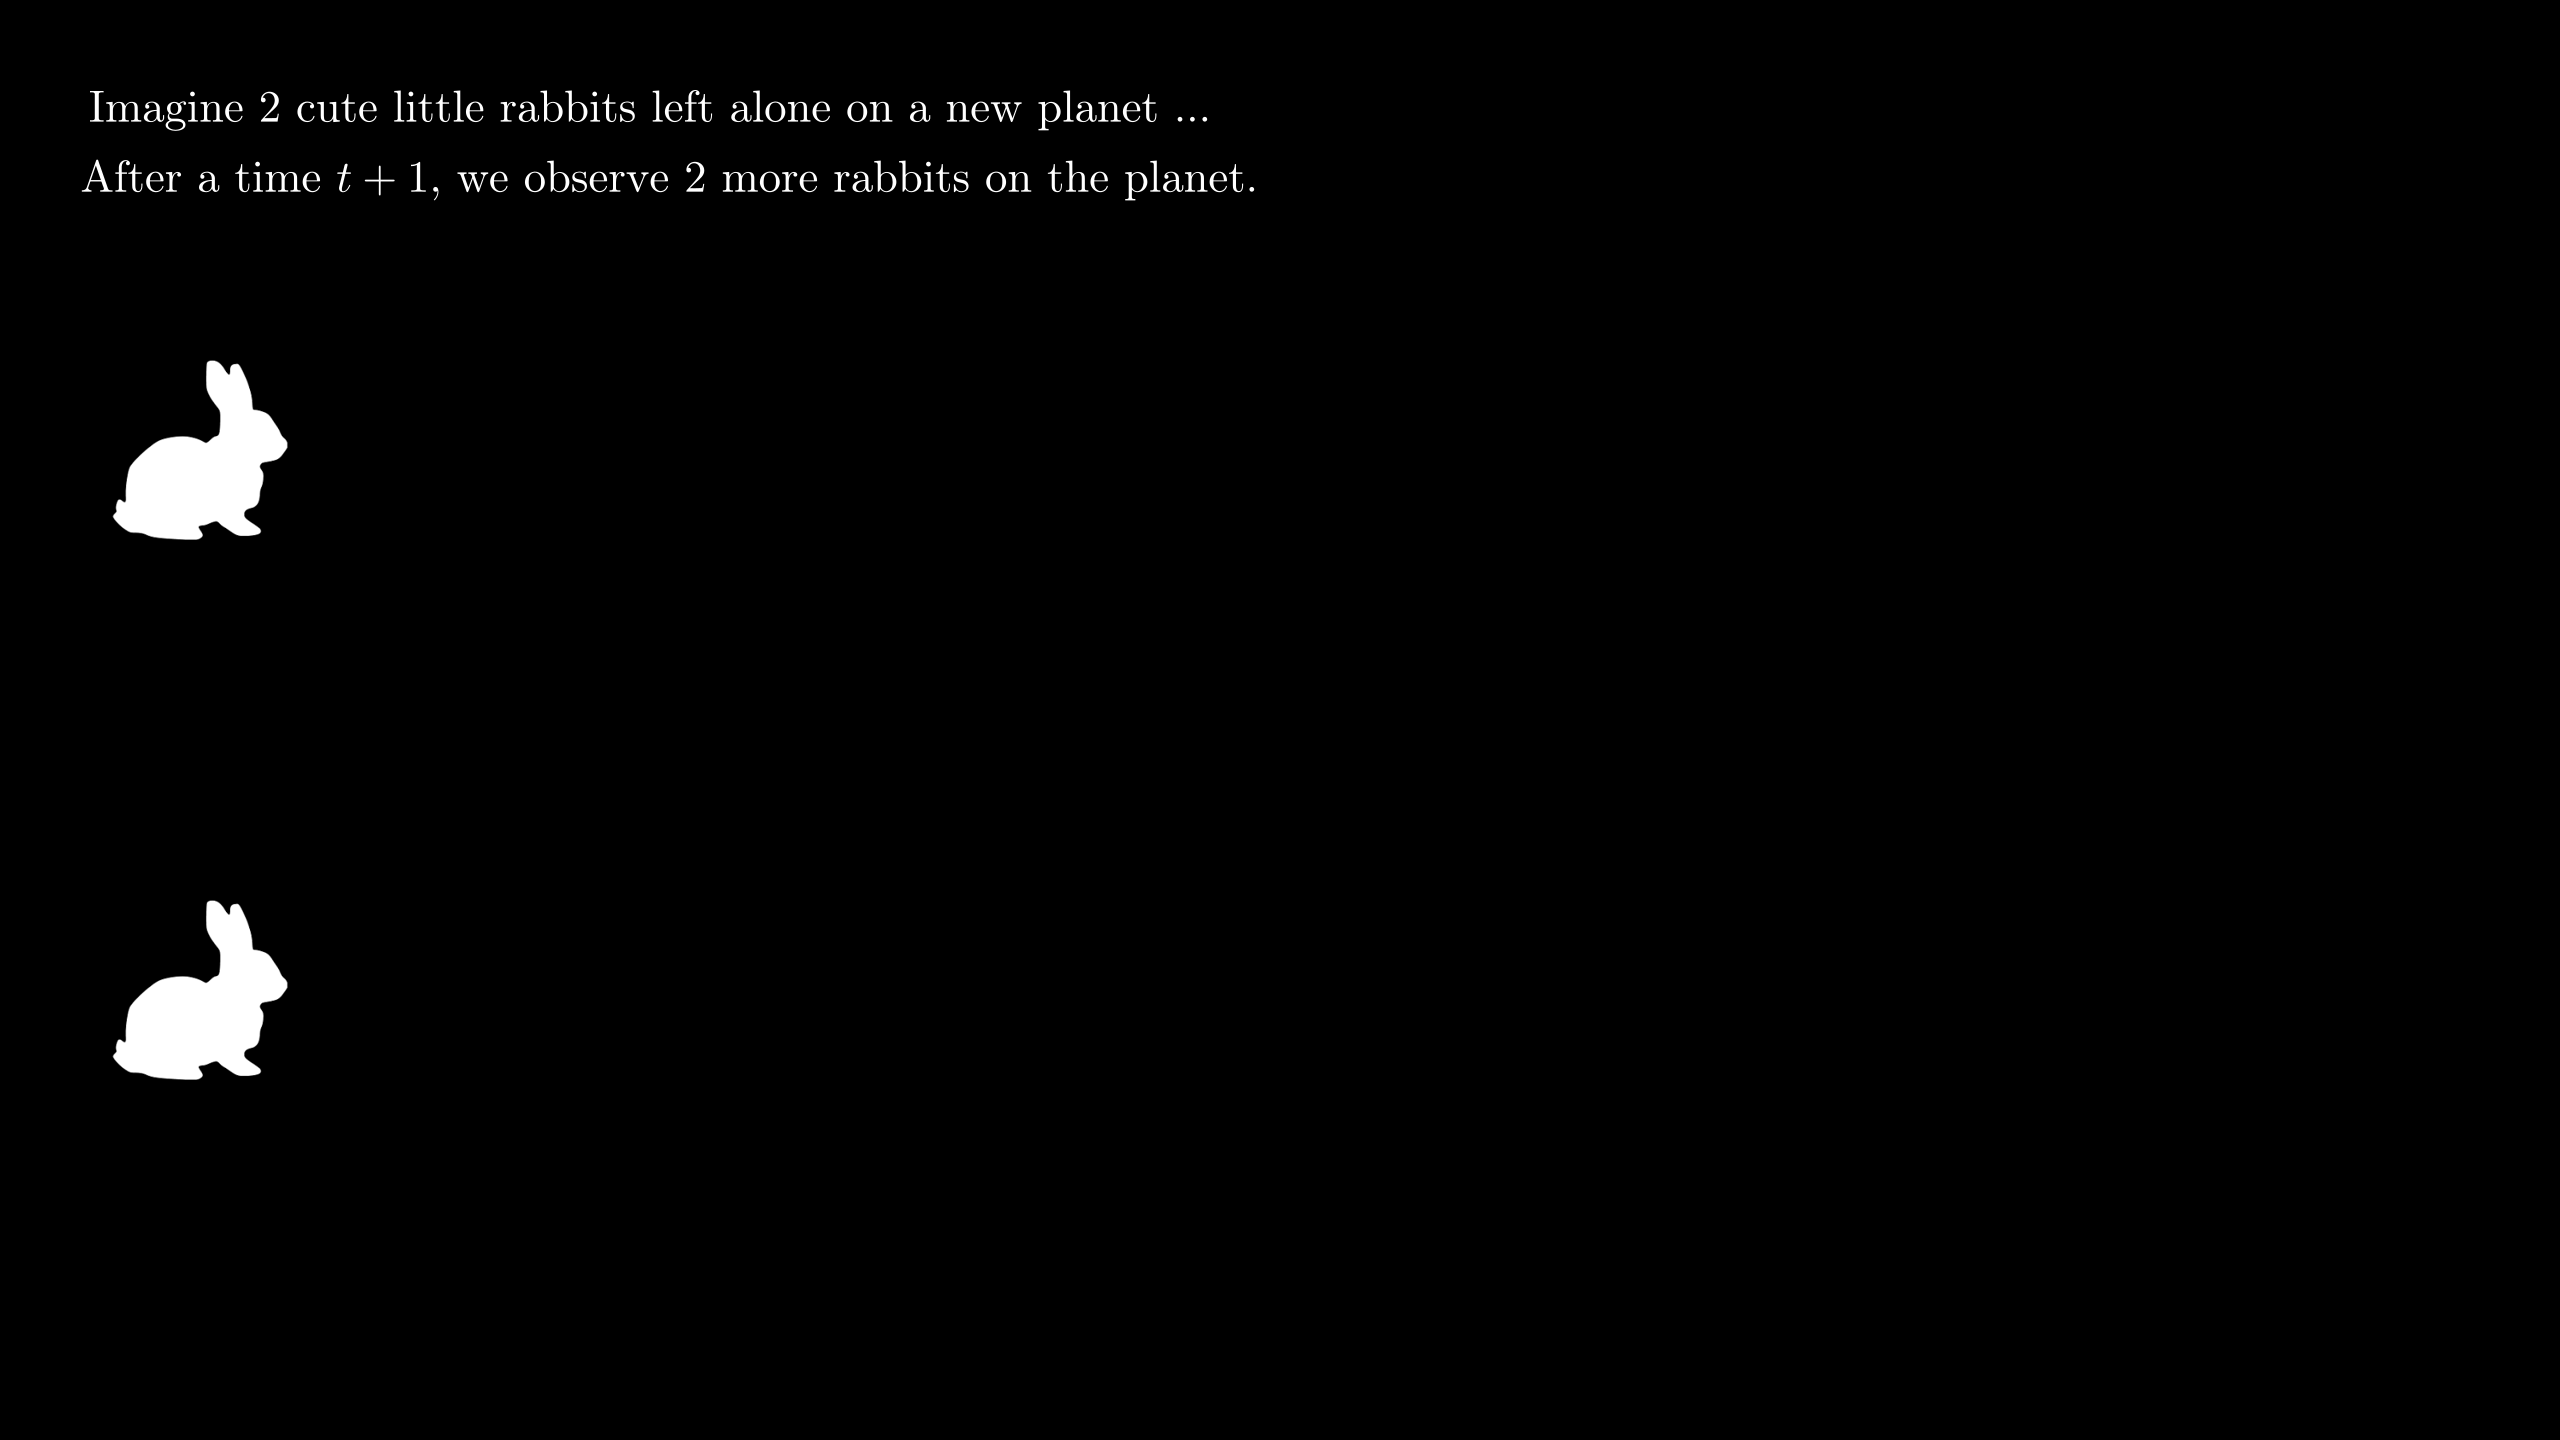 Imagine 2 cute little rabbits left alone on a new planet ...
After a time t + 1, we observe 2 more rabbits on the planet.